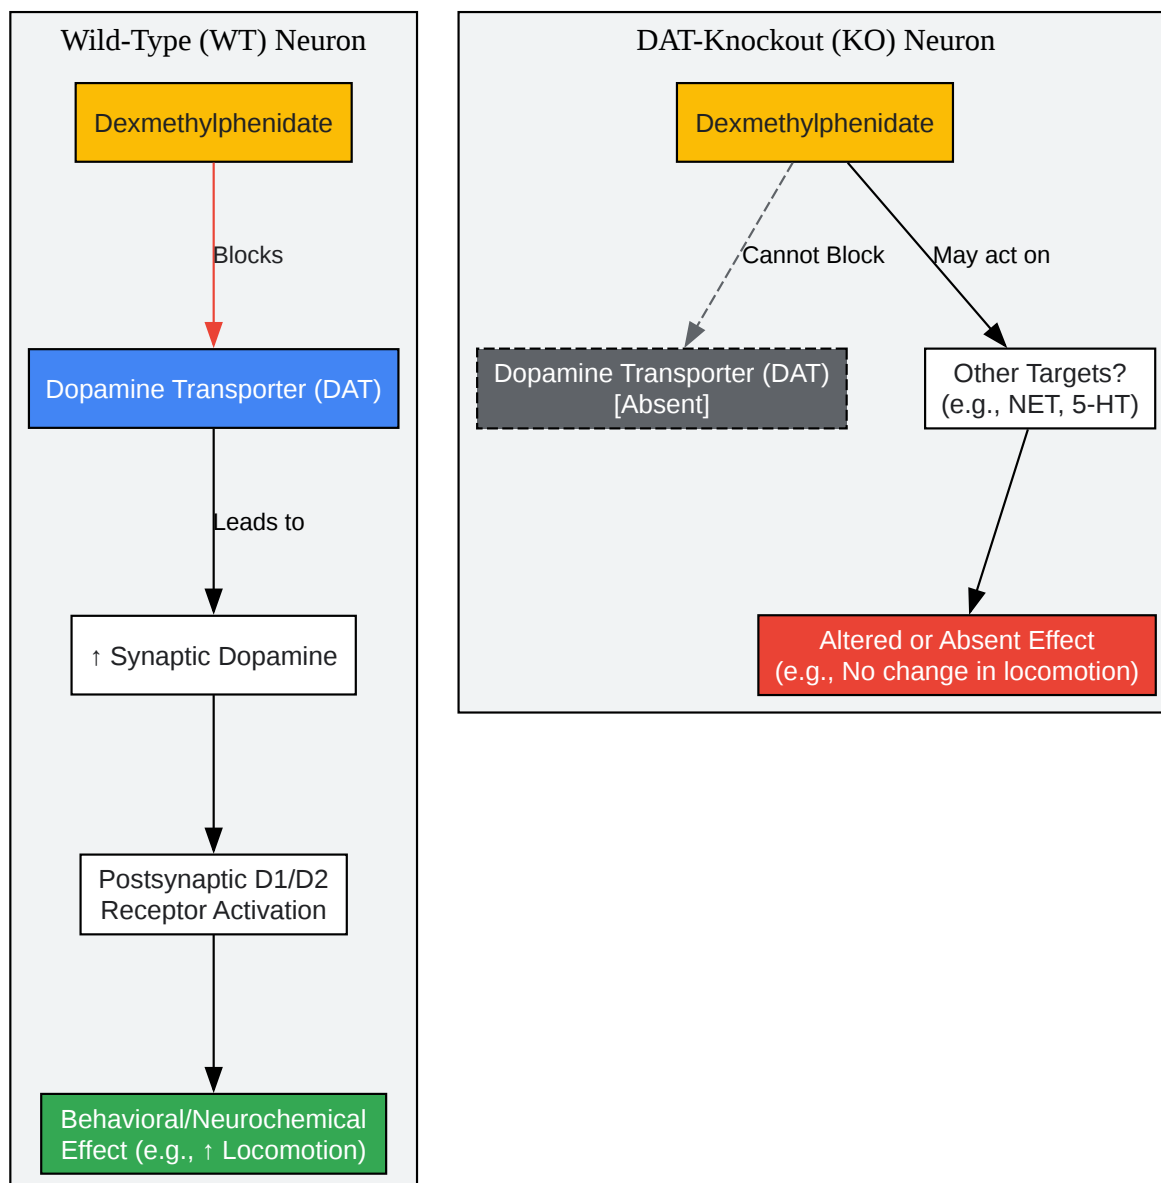 Wild-Type (WT) Neuron
Dexmethylphenidate
Blocks
Dopamine Transporter (DAT)
Leads to
↑ Synaptic Dopamine
Postsynaptic D1/D2
Receptor Activation
Behavioral/Neurochemical
Effect (e.g., ↑ Locomotion)
DAT-Knockout (KO) Neuron
Dexmethylphenidate
Cannot Block
May act on
Dopamine Transporter (DAT)
[Absent]
Other Targets?
(e.g., NET, 5-HT)
Altered or Absent Effect
(e.g., No change in locomotion)